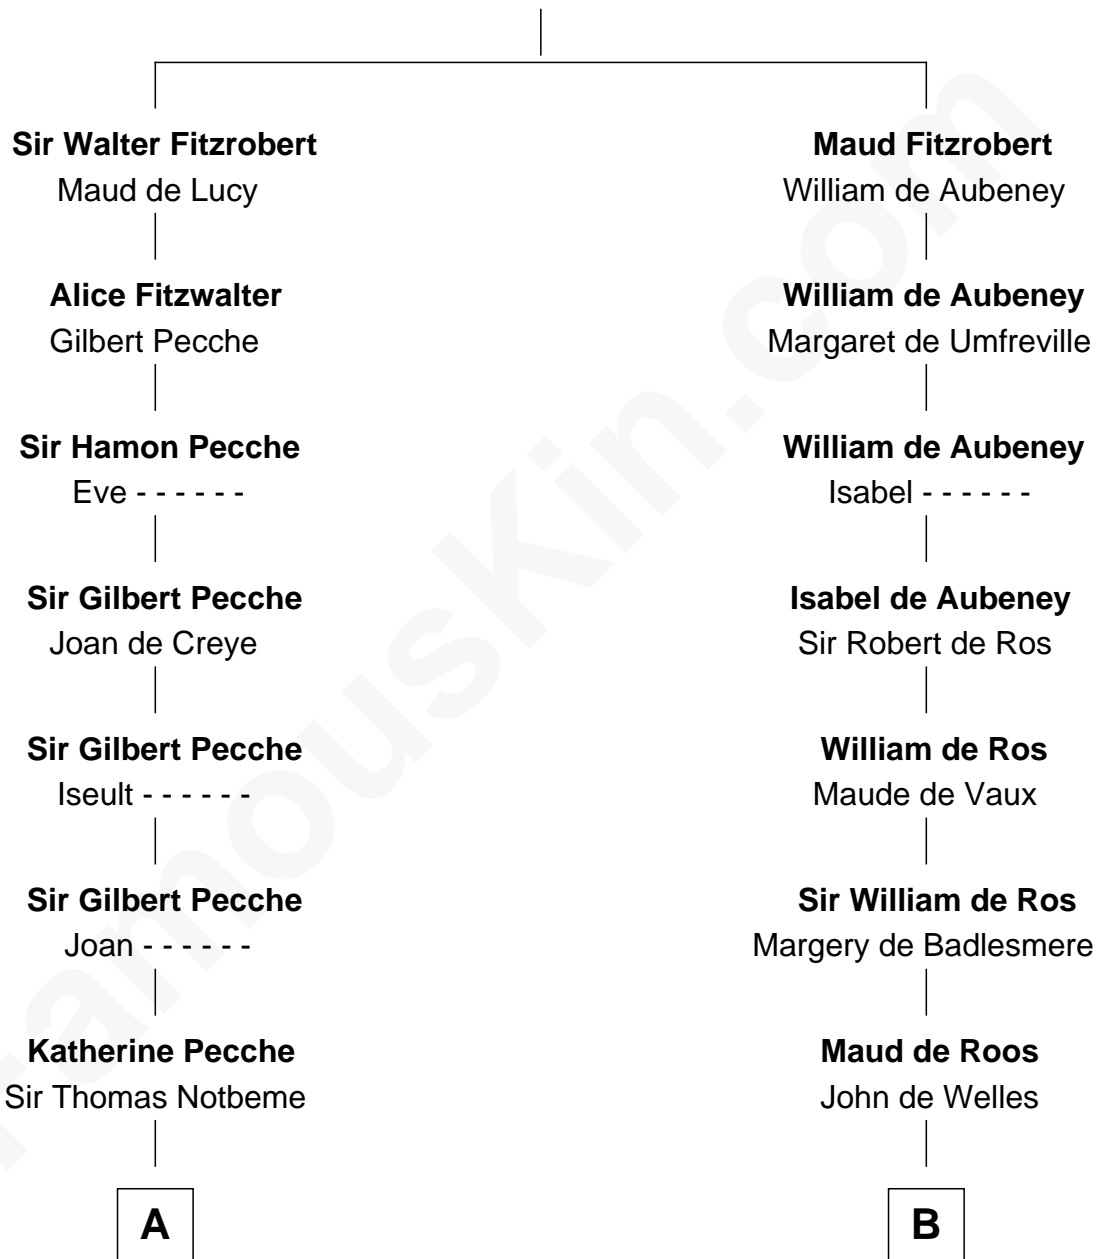 Sir Walter Fitzrobert
Maud de Lucy
Alice Fitzwalter
Gilbert Pecche
Sir Hamon Pecche
Eve - - - - - -
Sir Gilbert Pecche
Joan de Creye
Sir Gilbert Pecche
Iseult - - - - - -
Sir Gilbert Pecche
Joan - - - - - -
Katherine Pecche
Sir Thomas Notbeme
A
Maud Fitzrobert
William de Aubeney
William de Aubeney
Margaret de Umfreville
William de Aubeney
Isabel - - - - - -
Isabel de Aubeney
Sir Robert de Ros
William de Ros
Maude de Vaux
Sir William de Ros
Margery de Badlesmere
Maud de Roos
John de Welles
B
FamousKin.com